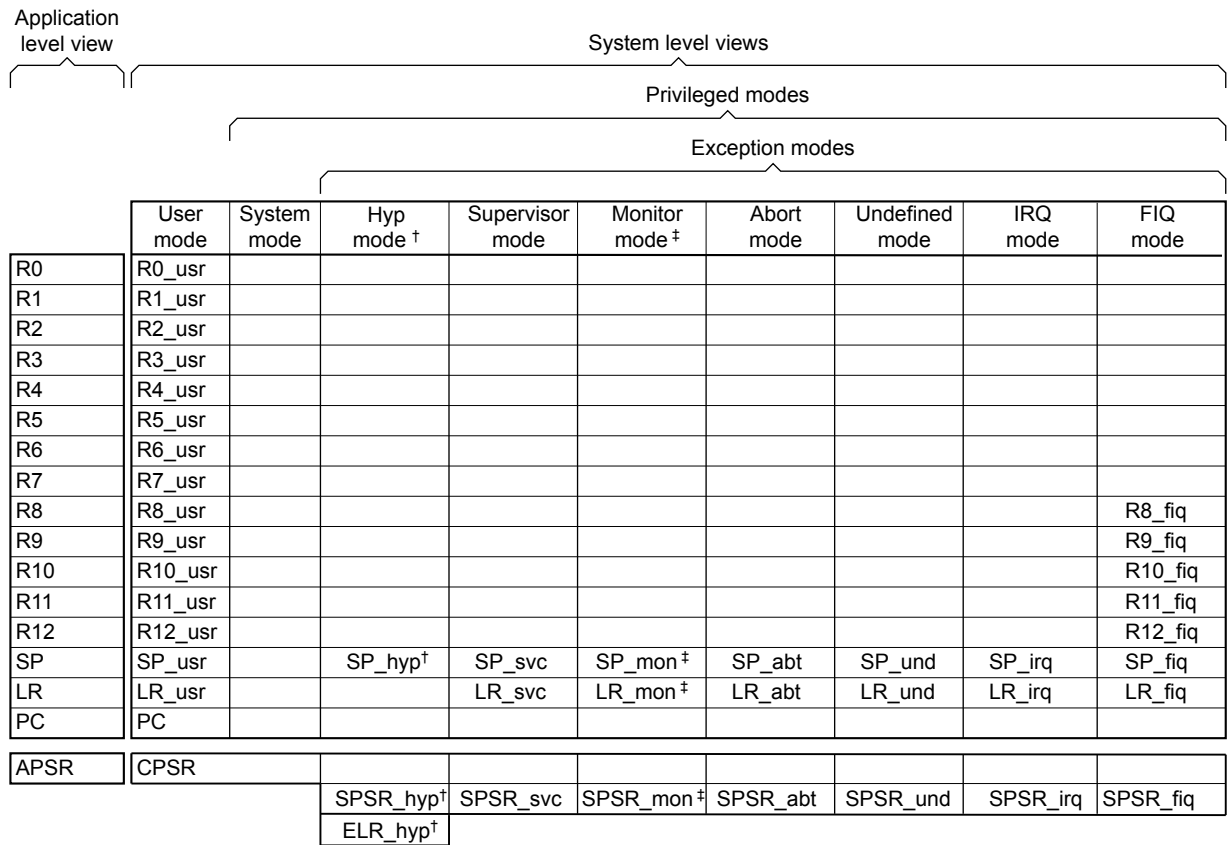 Application
level view
System level views
Privileged modes
Exception modes
User mode System mode Hyp mode † Supervisor mode Monitor mode ‡ Abort mode Undefined mode IRQ mode FIQ mode
R0 R0_usr
R1 R1_usr
R2 R2_usr
R3 R3_usr
R4 R4_usr
R5 R5_usr
R6 R6_usr
R7 R7_usr
R8 R8_usr R8_fiq
R9 R9_usr R9_fiq
R10 R10_usr R10_fiq
R11 R11_usr R11_fiq
R12 R12_usr R12_fiq
SP SP_usr SP_hyp† SP_svc SP_mon‡ SP_abt SP_und SP_irq SP_fiq
LR LR_usr LR_svc LR_mon‡ LR_abt LR_und LR_irq LR_fiq
PC PC
APSR CPSR
SPSR_hyp† SPSR_svc SPSR_mon‡ SPSR_abt SPSR_und SPSR_irq SPSR_fiq
ELR_hyp†